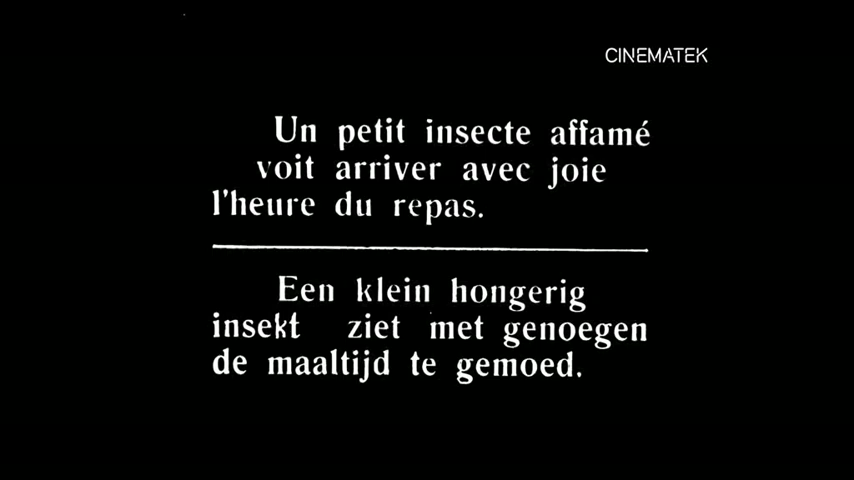 CINEMATEK
Un petit insecte affamé
voit arriver avec joie
l'heure du repas.
Een klein hongerig
insekt ziet met genoegen
de maaltijd te gemoed.